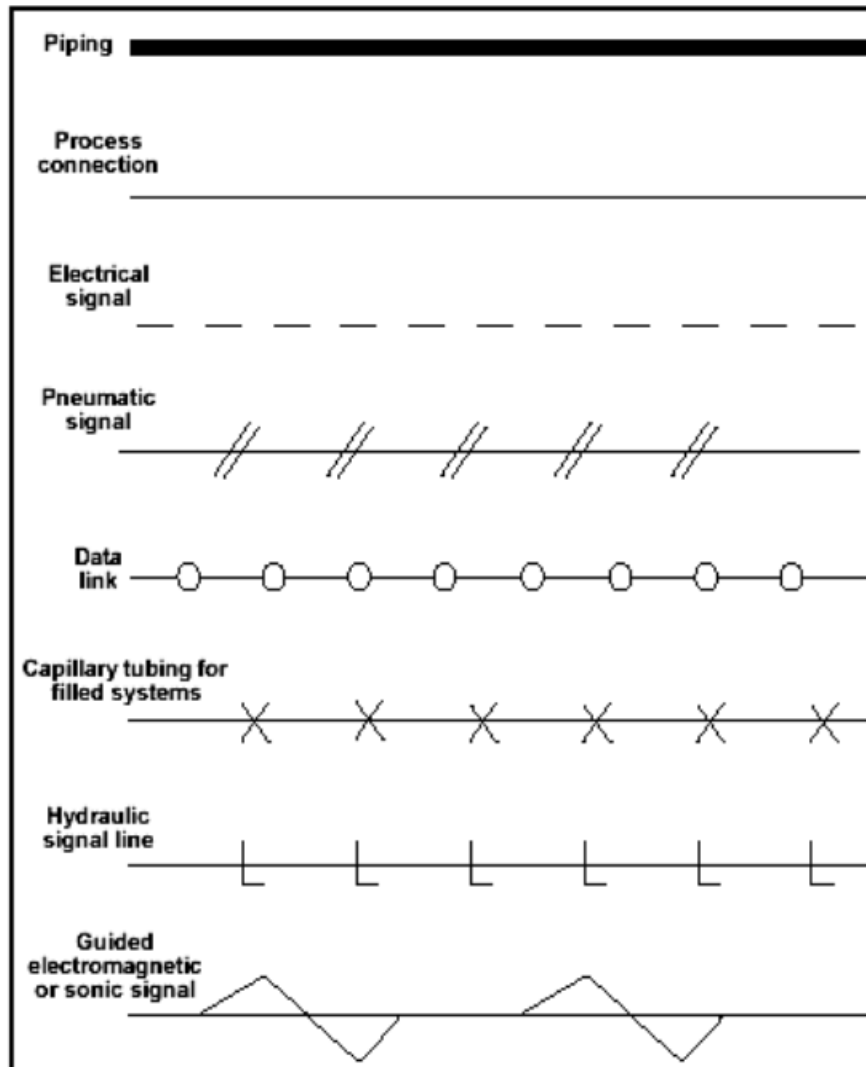 Piping
Process
connection
Electrical
signal
Pneumatic
signal
Data
link
Capillary tubing for
filled systems
Hydraulic
signal line
Guided
electromagnetic
or sonic signal